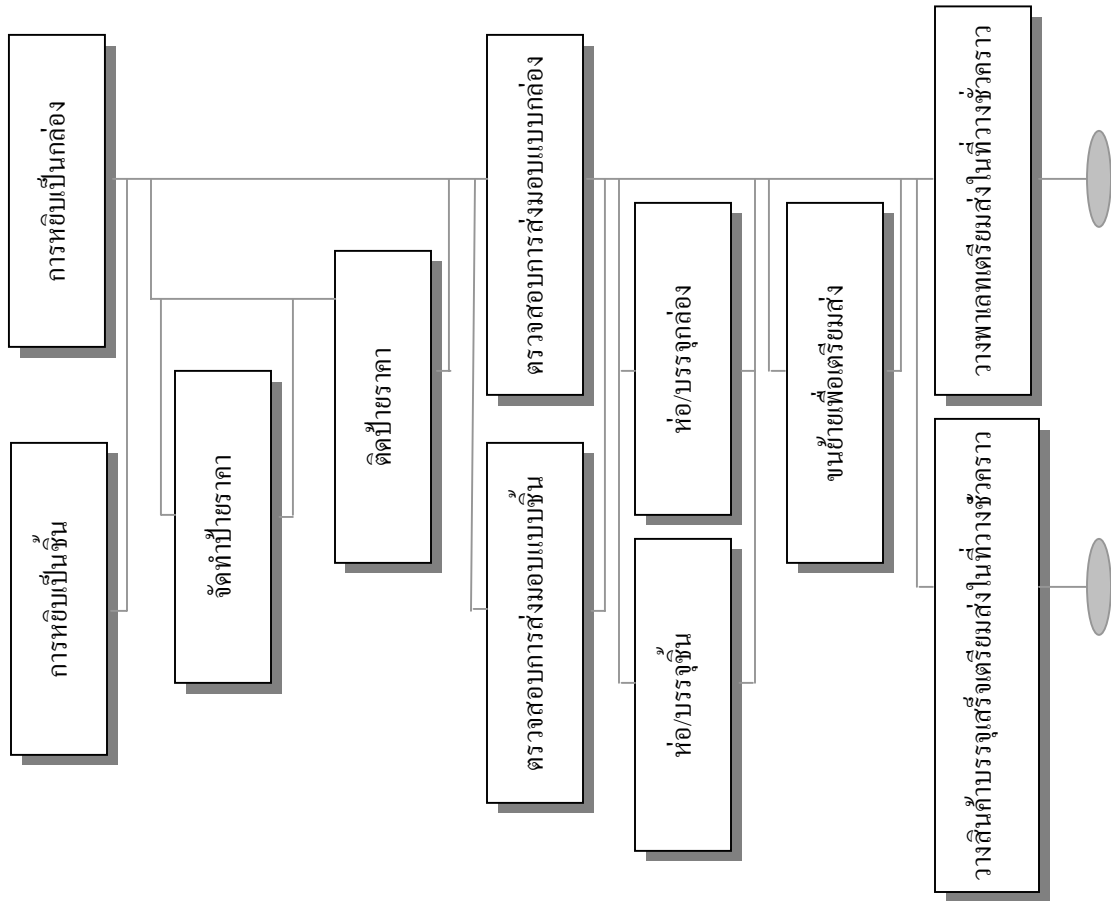 การหยิบเป็นชิ้น
การหยิบเป็นกล่อง
จัดทำป้ายราคา
ติดป้ายราคา
ตรวจสอบการส่งมอบแบบชิ้น
ตรวจสอบการส่งมอบแบบกล่อง
ห่อ/บรรจุชิ้น
ห่อ/บรรจุกล่อง
ขนย้ายเพื่อเตรียมส่ง
วางสินค้าบรรจุเสร็จเตรียมส่งในที่วางชั่วคราว
วางพาเลทเตรียมส่งในที่วางชั่วคราว